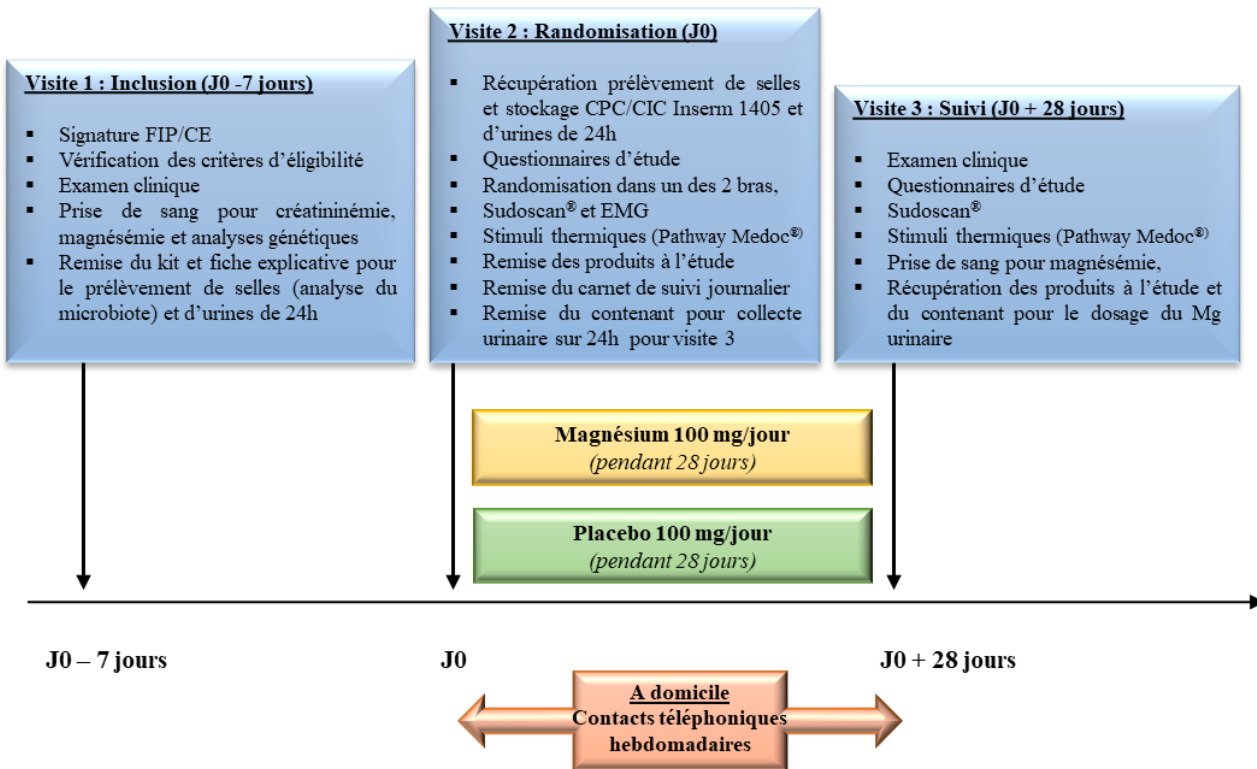 Visite 1 : Inclusion (J0 -7 jours)
▪ Signature FIP/CE
▪ Vérification des critères d’éligibilité
▪ Examen clinique
▪ Prise de sang pour créatininémie,
magnésémie et analyses génétiques
▪ Remise du kit et fiche explicative pour
le prélèvement de selles (analyse du
microbiote) et d’urines de 24h
Visite 2 : Randomisation (J0)
▪ Récupération prélèvement de selles
et stockage CPC/CIC Inserm 1405 et
d’urines de 24h
▪ Questionnaires d’étude
▪ Randomisation dans un des 2 bras,
▪ Sudoscan® et EMG
▪ Stimuli thermiques (Pathway Medoc®)
▪ Remise des produits à l’étude
▪ Remise du carnet de suivi journalier
▪ Remise du contenant pour collecte
urinaire sur 24h pour visite 3
Visite 3 : Suivi (J0 + 28 jours)
▪ Examen clinique
▪ Questionnaires d’étude
▪ Sudoscan®
▪ Stimuli thermiques (Pathway Medoc®)
▪ Prise de sang pour magnésémie,
▪ Récupération des produits à l’étude et
du contenant pour le dosage du Mg
urinaire
Magnésium 100 mg/jour
(pendant 28 jours)
Placebo 100 mg/jour
(pendant 28 jours)
J0 – 7 jours
J0
J0 + 28 jours
A domicile
Contacts téléphoniques
hebdomadaires